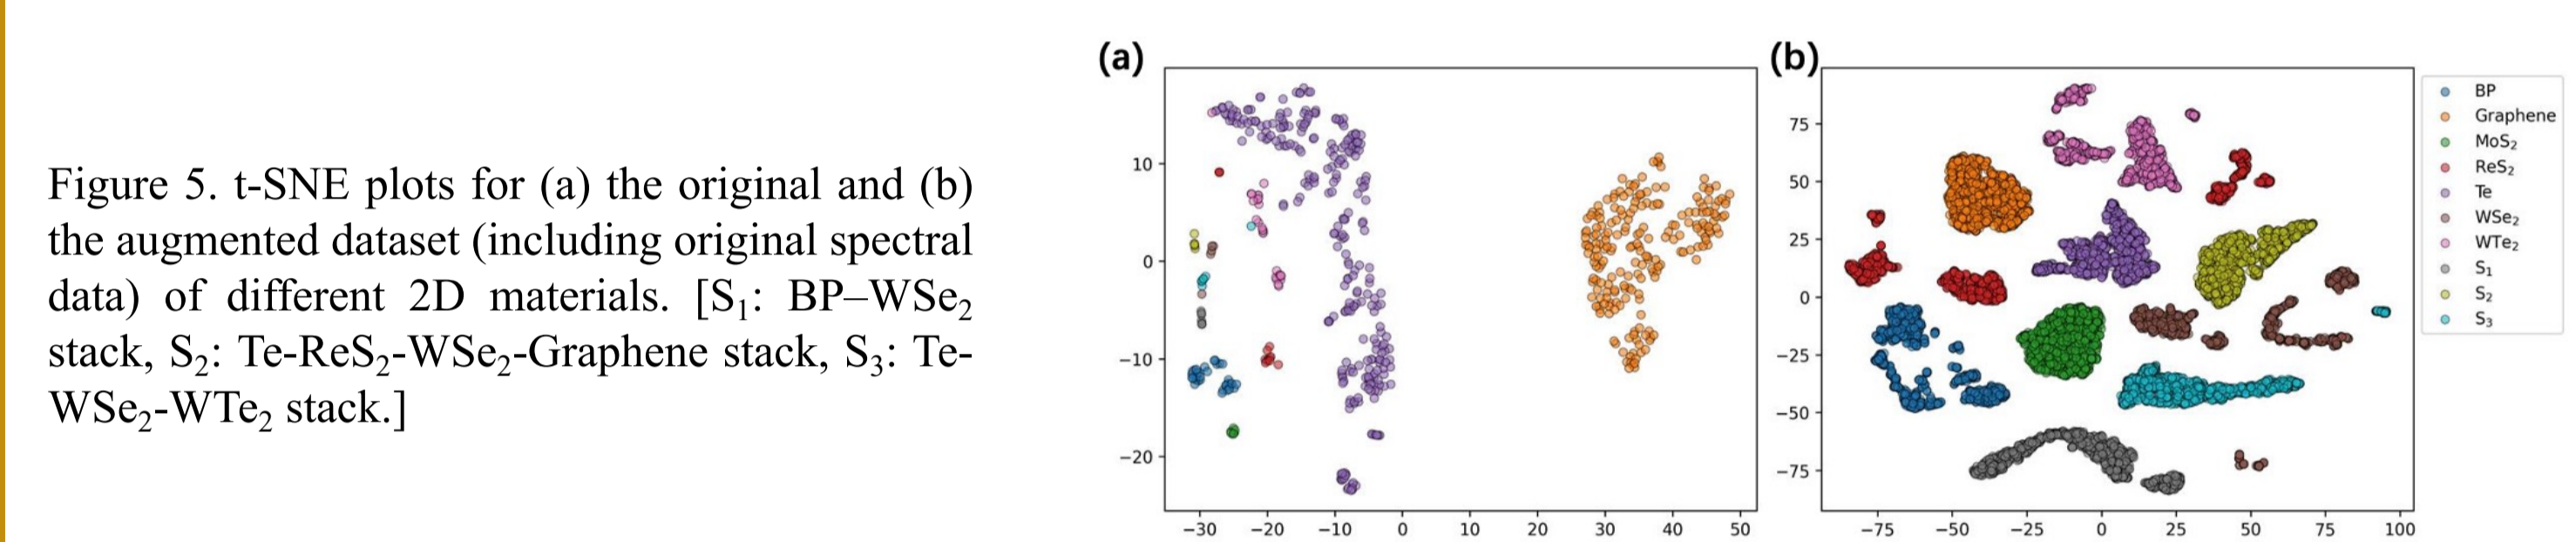 Figure 5. t-SNE plots for (a) the original and (b)
the augmented dataset (including original spectral
data) of different 2D materials. [S₁: BP–WSe₂
stack, S₂: Te-ReS₂-WSe₂-Graphene stack, S₃: Te-
WSe₂-WTe₂ stack.]
(a)
10
0
−10
−20
−30 −20 −10 0 10 20 30 40 50
(b)
75
50
25
0
−25
−50
−75
−75 −50 −25 0 25 50 75 100
BP
Graphene
MoS₂
ReS₂
Te
WSe₂
WTe₂
S₁
S₂
S₃